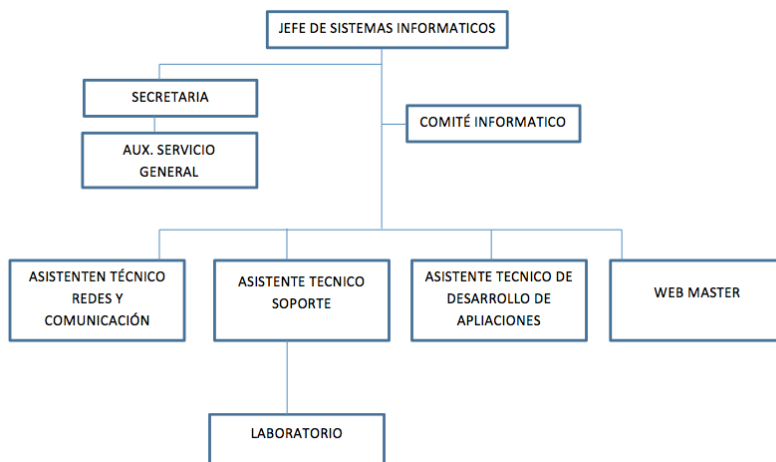 JEFE DE SISTEMAS INFORMATICOS
SECRETARIA
COMITÉ INFORMATICO
AUX. SERVICIO
GENERAL
ASISTENTEN TÉCNICO
REDES Y
COMUNICACIÓN
ASISTENTE TECNICO
SOPORTE
ASISTENTE TECNICO DE
DESARROLLO DE
APLIACIONES
WEB MASTER
LABORATORIO